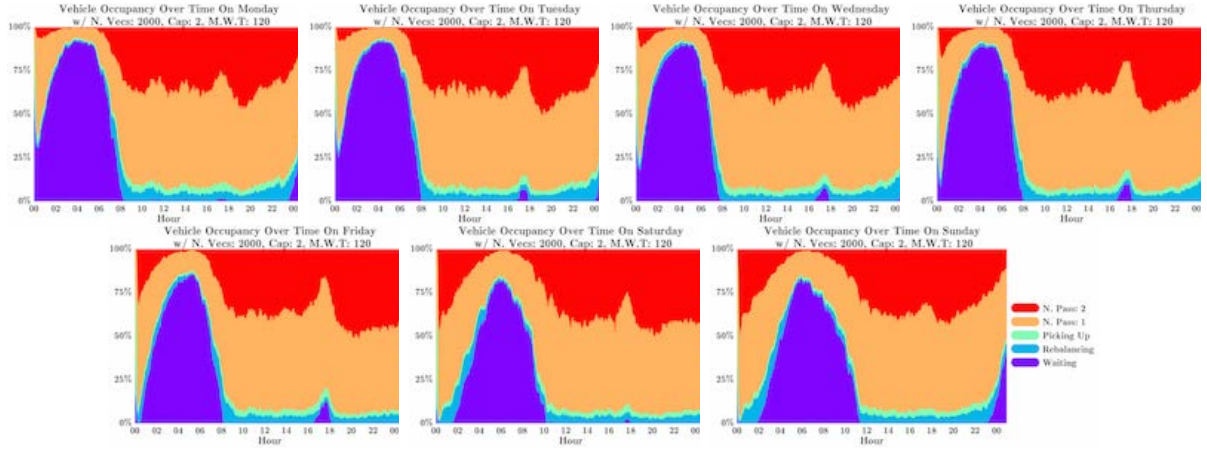 Vehicle Occupancy Over Time On Monday
w/ N. Vecs: 2000, Cap: 2, M.W.T: 120
100%
75%
50%
25%
0%
00 02 04 06 08 10 12 14 16 18 20 22 00
Hour
Vehicle Occupancy Over Time On Tuesday
w/ N. Vecs: 2000, Cap: 2, M.W.T: 120
100%
75%
50%
25%
0%
00 02 04 06 08 10 12 14 16 18 20 22 00
Hour
Vehicle Occupancy Over Time On Wednesday
w/ N. Vecs: 2000, Cap: 2, M.W.T: 120
100%
75%
50%
25%
0%
00 02 04 06 08 10 12 14 16 18 20 22 00
Hour
Vehicle Occupancy Over Time On Thursday
w/ N. Vecs: 2000, Cap: 2, M.W.T: 120
100%
75%
50%
25%
0%
00 02 04 06 08 10 12 14 16 18 20 22 00
Hour
Vehicle Occupancy Over Time On Friday
w/ N. Vecs: 2000, Cap: 2, M.W.T: 120
100%
75%
50%
25%
0%
00 02 04 06 08 10 12 14 16 18 20 22 00
Hour
Vehicle Occupancy Over Time On Saturday
w/ N. Vecs: 2000, Cap: 2, M.W.T: 120
100%
75%
50%
25%
0%
00 02 04 06 08 10 12 14 16 18 20 22 00
Hour
Vehicle Occupancy Over Time On Sunday
w/ N. Vecs: 2000, Cap: 2, M.W.T: 120
100%
75%
50%
25%
0%
00 02 04 06 08 10 12 14 16 18 20 22 00
Hour
N. Pass: 2
N. Pass: 1
Picking Up
Rebalancing
Waiting